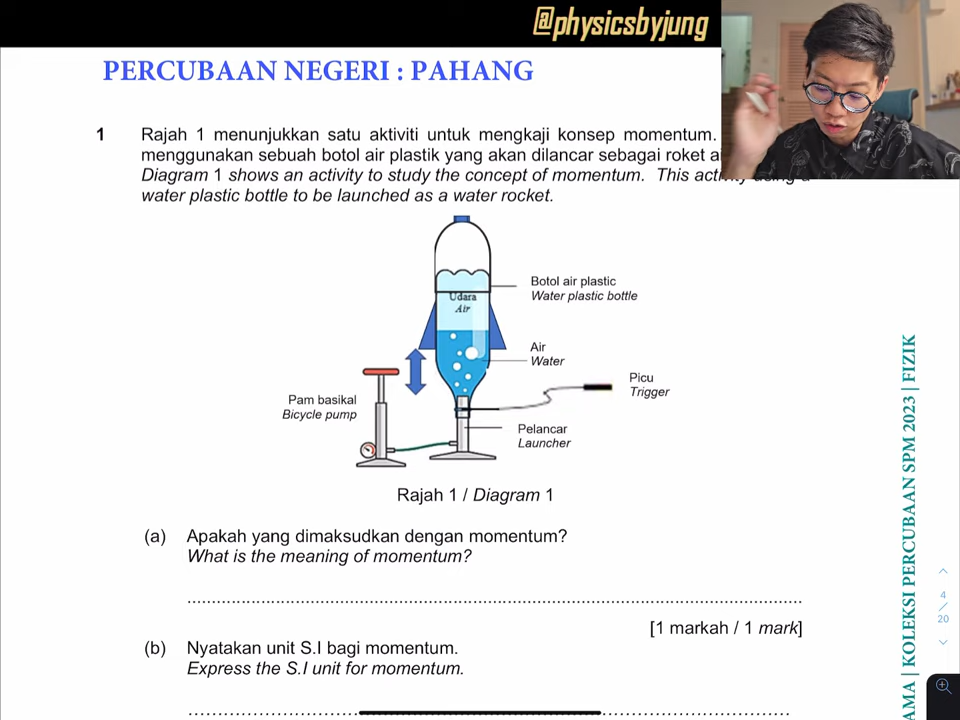 @physicsbyjung
PERCUBAAN NEGERI : PAHANG
1 Rajah 1 menunjukkan satu aktiviti untuk mengkaji konsep momentum.
menggunakan sebuah botol air plastik yang akan dilancar sebagai roket
Diagram 1 shows an activity to study the concept of momentum. This using a
water plastic bottle to be launched as a water rocket.
Botol air plastik
Water plastic bottle
Udara
Air
Air
Water
Picu
Trigger
Pam basikal
Bicycle pump
Pelancar
Launcher
Rajah 1 / Diagram 1
(a) Apakah yang dimaksudkan dengan momentum?
What is the meaning of momentum?
[1 markah / 1 mark]
(b) Nyatakan unit S.I bagi momentum.
Express the S.I unit for momentum.
AMA | KOLEKSI PERCUBAAN SPM 2023 | FIZIK
4
/
20